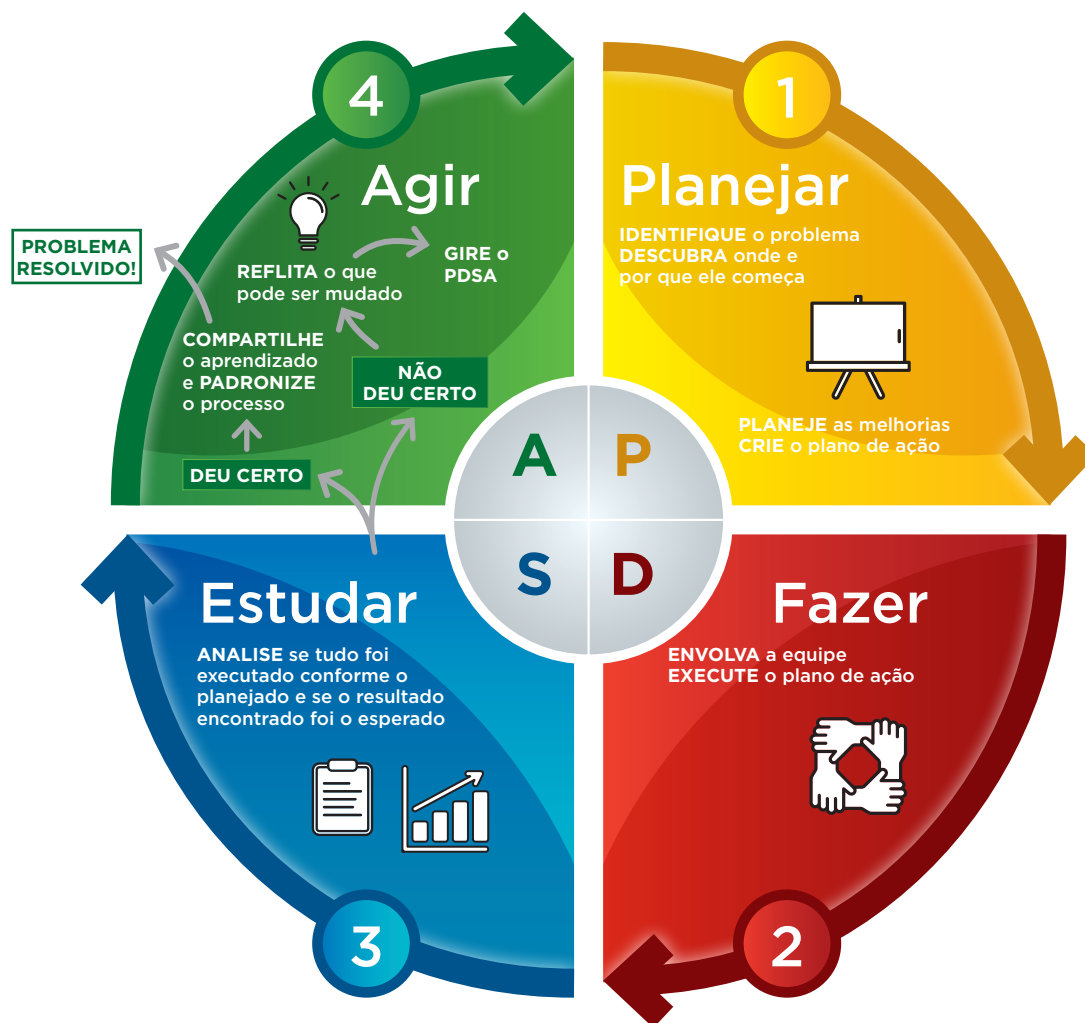 1
Planejar
IDENTIFIQUE o problema
DESCUBRA onde e
por que ele começa
PLANEJE as melhorias
CRIE o plano de ação
2
Fazer
ENVOLVA a equipe
EXECUTE o plano de ação
3
Estudar
ANALISE se tudo foi
executado conforme o
planejado e se o resultado
encontrado foi o esperado
4
Agir
DEU CERTO
COMPARTILHE
o aprendizado
e PADRONIZE
o processo
PROBLEMA
RESOLVIDO!
NÃO
DEU CERTO
REFLITA o que
pode ser mudado
GIRE o
PDSA
A
P
S
D